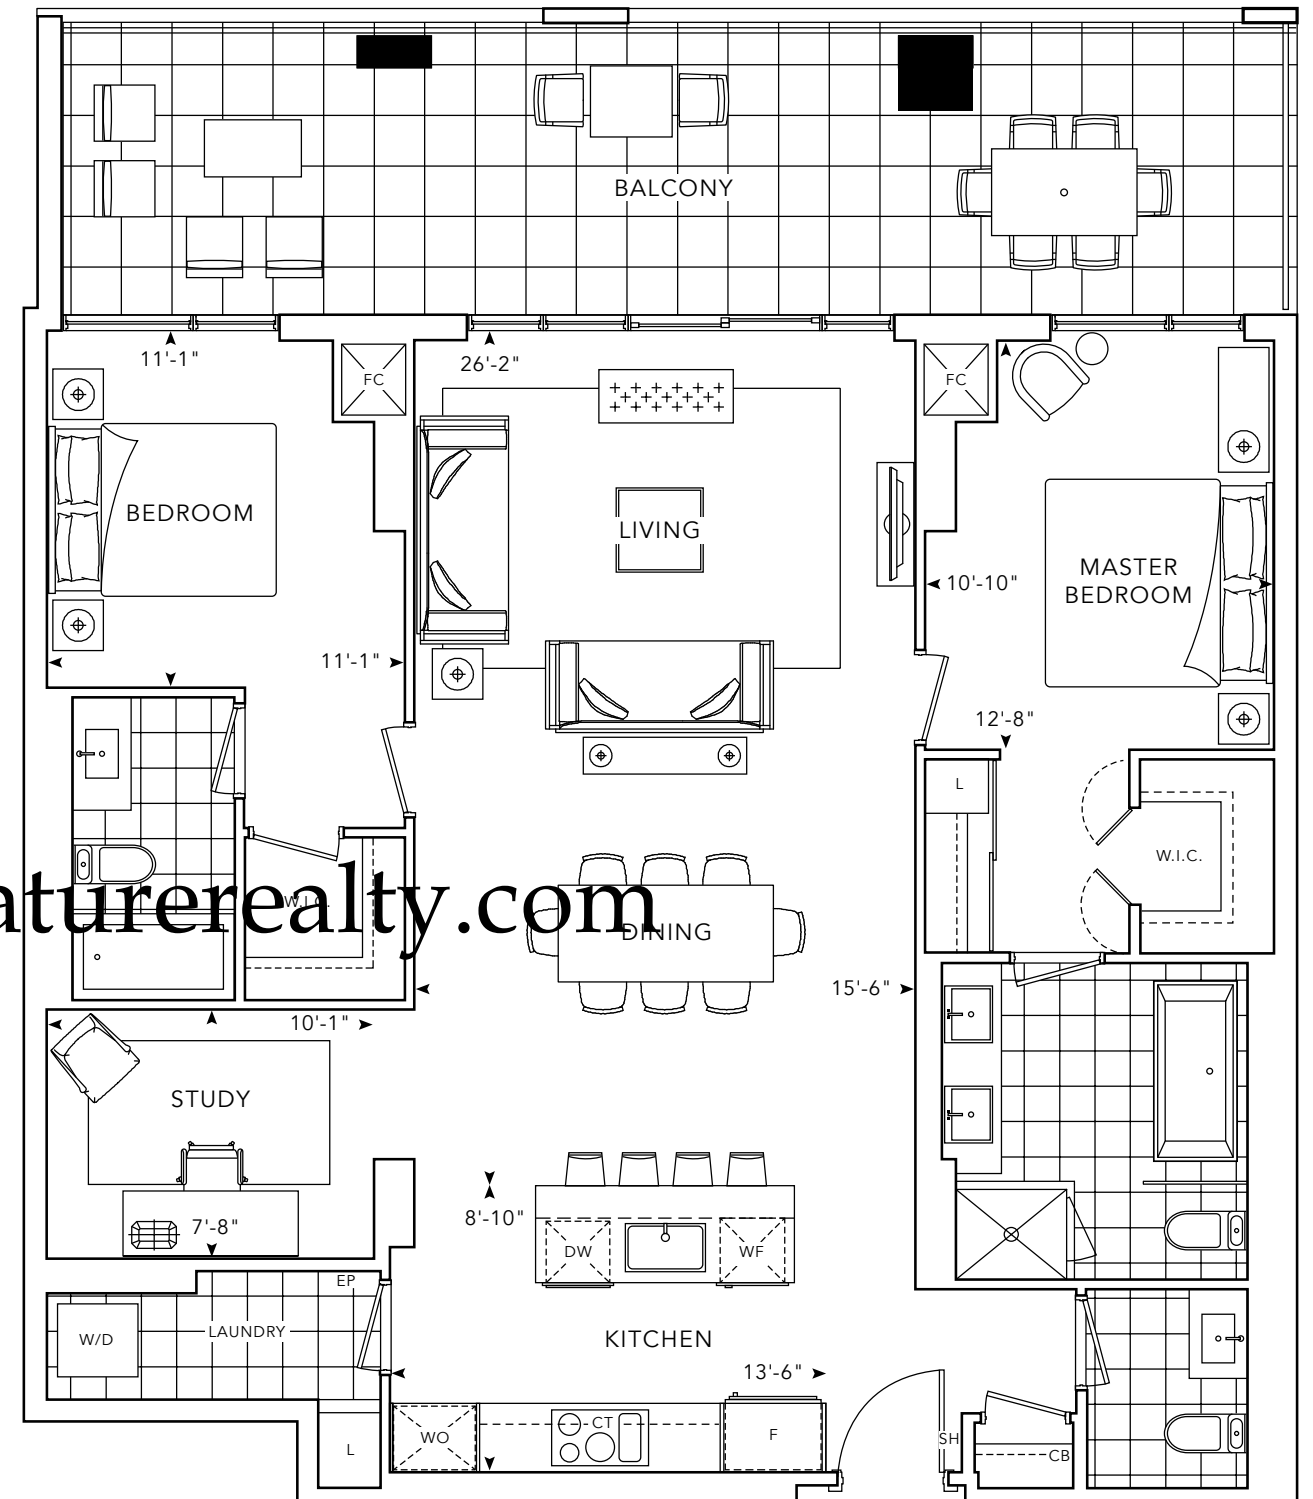 BALCONY
11'-1"
26'-2"
FC
FC
BEDROOM
LIVING
MASTER
BEDROOM
10'-10"
11'-1"
12'-8"
L
W.I.C.
W.I.C.
aturerealty.com
DINING
15'-6"
10'-1"
STUDY
7'-8"
8'-10"
DW
WF
EP
W/D
LAUNDRY
KITCHEN
13'-6"
WO
CT
F
SH
CB
L